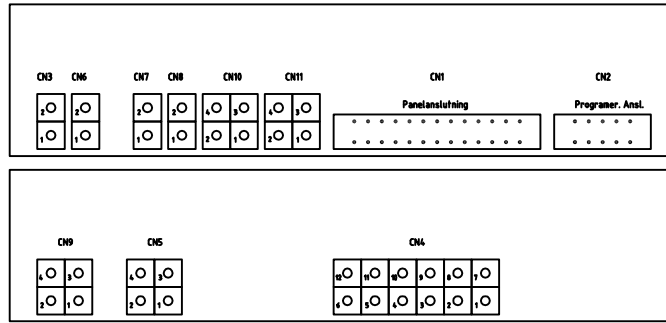 CN3 CN6 CN7 CN8 CN10 CN11 CN1 CN2
Panelanslutning Programer. Ansl.
2 2 2 2 4 3 4 3
1 1 1 1 2 1 2 1
CN9 CN5 CN4
4 3 4 3 12 11 10 9 8 7
2 1 2 1 6 5 4 3 2 1